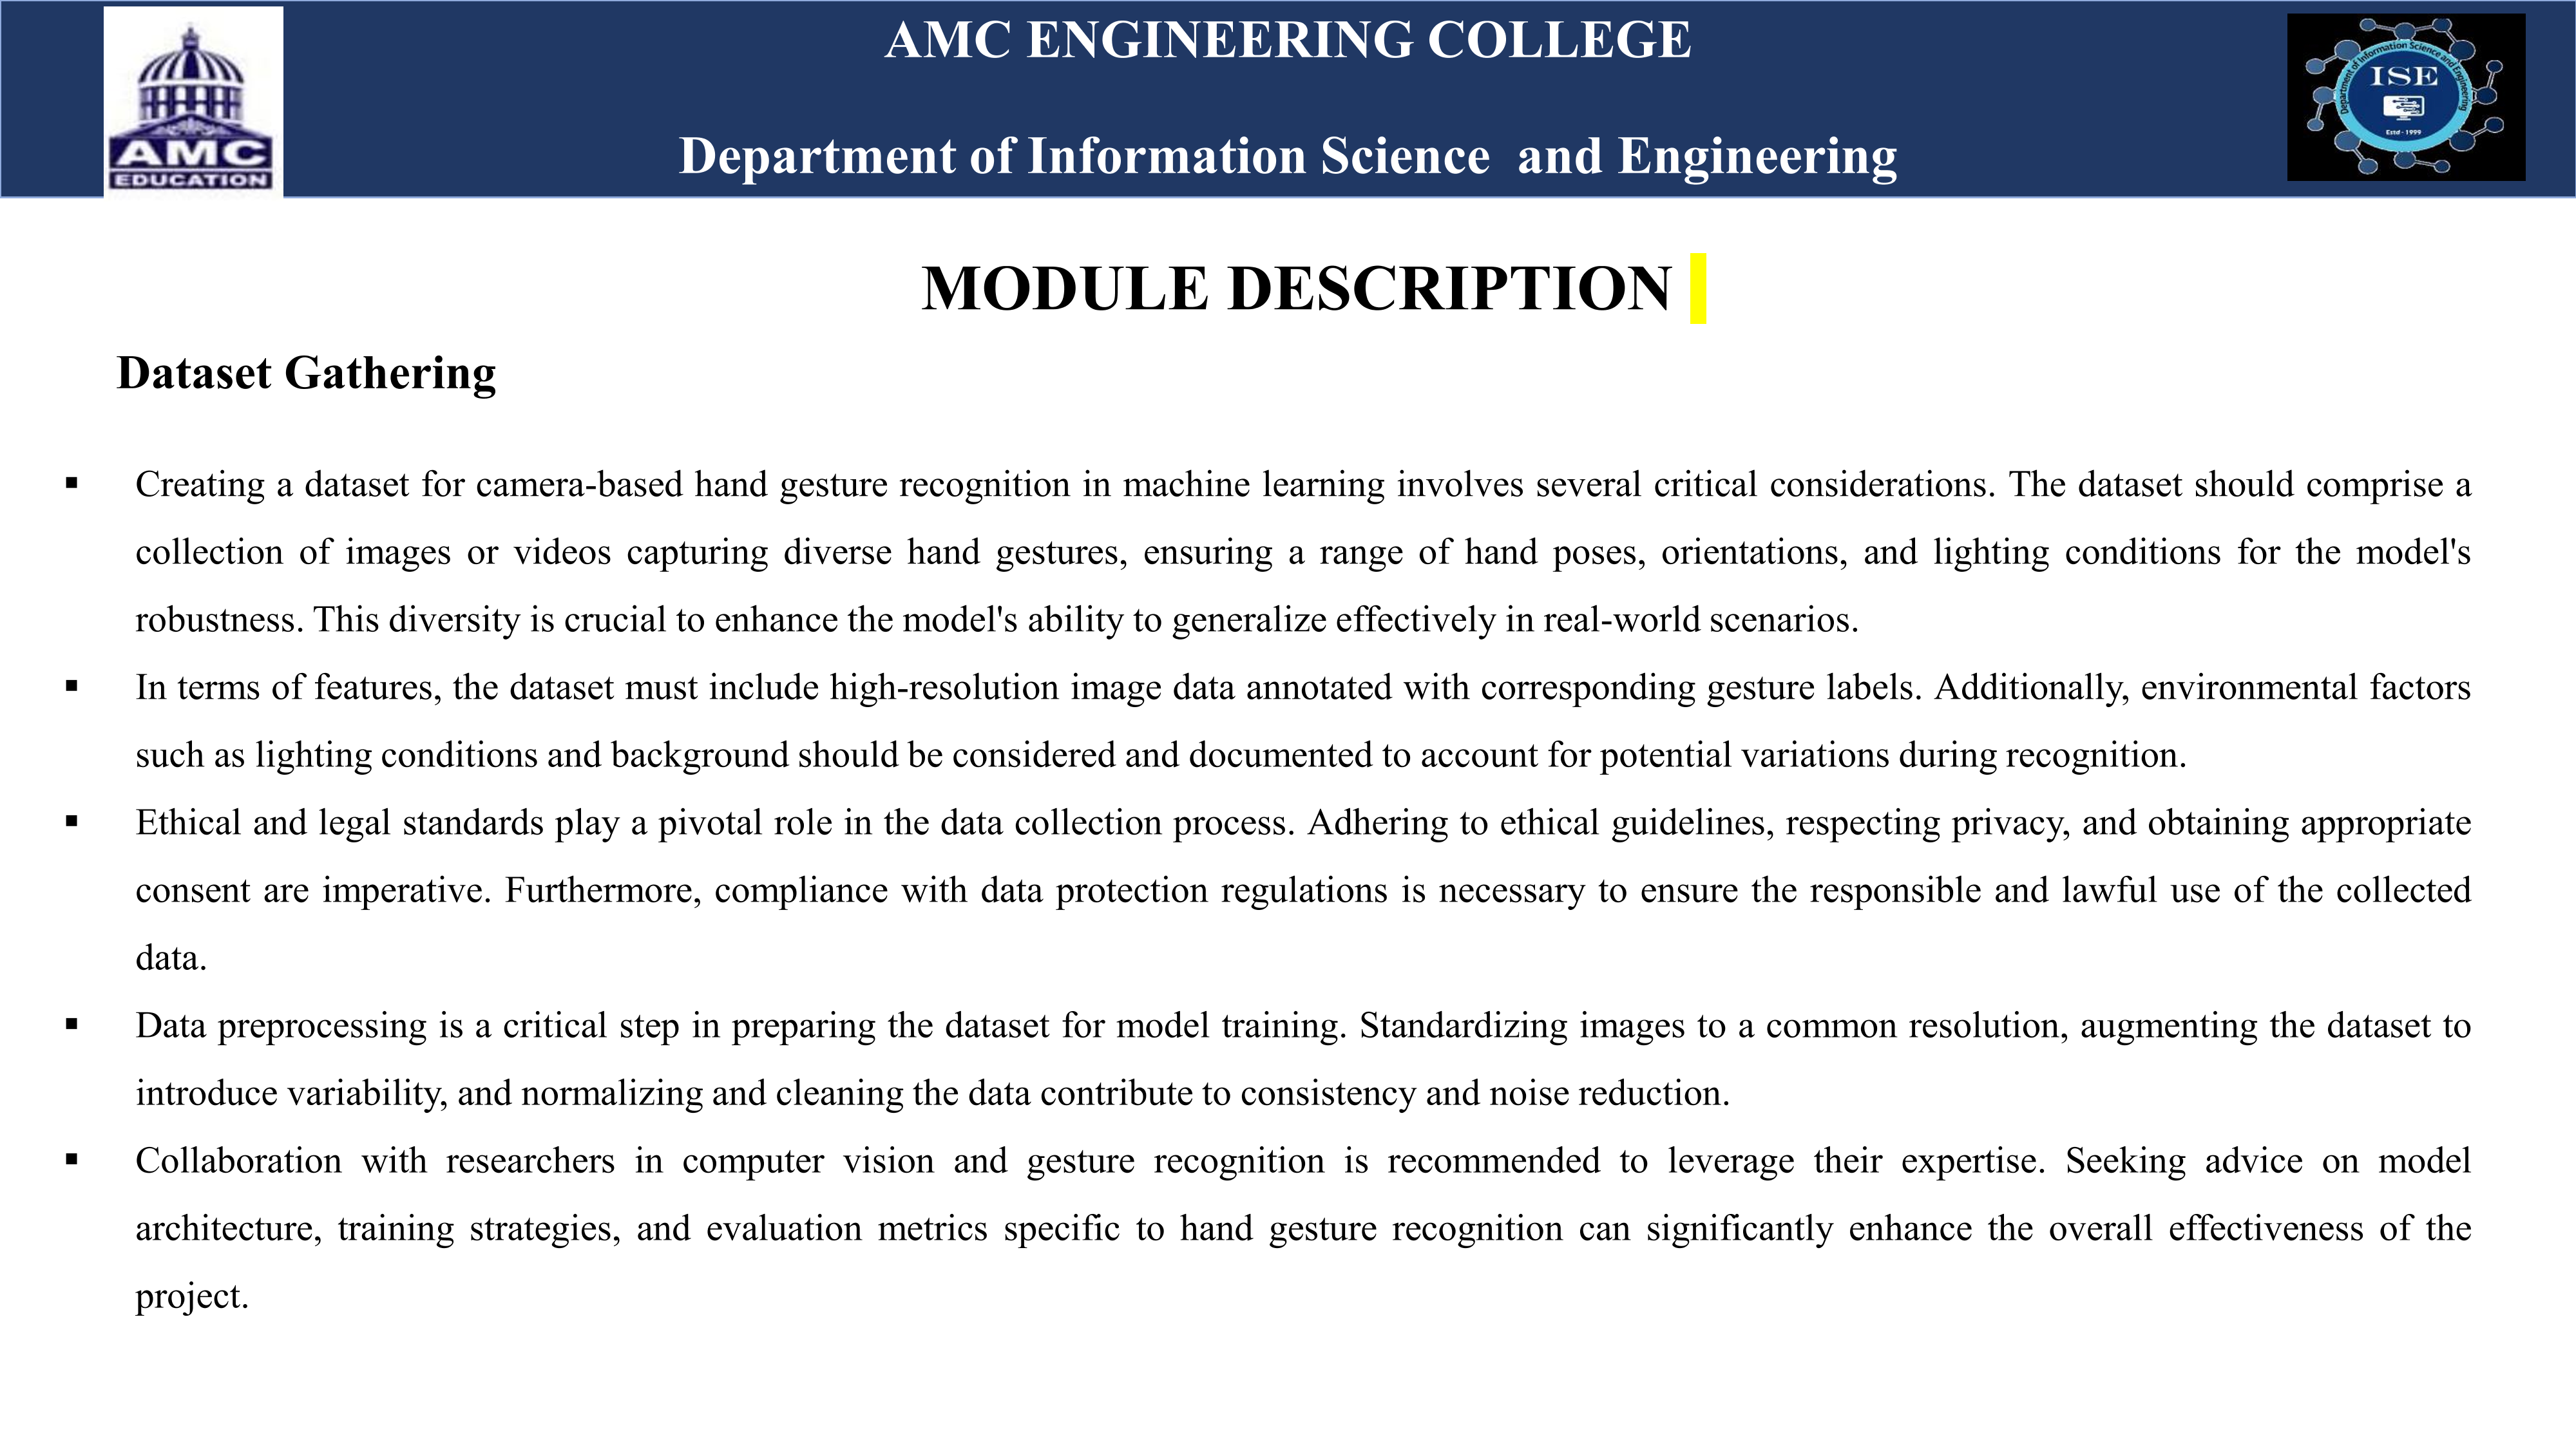 AMC ENGINEERING COLLEGE
Department of Information Science and Engineering
AMC
EDUCATION
Department of Information Science and Engineering
ISE
Estd - 1999
MODULE DESCRIPTION
Dataset Gathering
▪ Creating a dataset for camera-based hand gesture recognition in machine learning involves several critical considerations. The dataset should comprise a
collection of images or videos capturing diverse hand gestures, ensuring a range of hand poses, orientations, and lighting conditions for the model's
robustness. This diversity is crucial to enhance the model's ability to generalize effectively in real-world scenarios.
▪ In terms of features, the dataset must include high-resolution image data annotated with corresponding gesture labels. Additionally, environmental factors
such as lighting conditions and background should be considered and documented to account for potential variations during recognition.
▪ Ethical and legal standards play a pivotal role in the data collection process. Adhering to ethical guidelines, respecting privacy, and obtaining appropriate
consent are imperative. Furthermore, compliance with data protection regulations is necessary to ensure the responsible and lawful use of the collected
data.
▪ Data preprocessing is a critical step in preparing the dataset for model training. Standardizing images to a common resolution, augmenting the dataset to
introduce variability, and normalizing and cleaning the data contribute to consistency and noise reduction.
▪ Collaboration with researchers in computer vision and gesture recognition is recommended to leverage their expertise. Seeking advice on model
architecture, training strategies, and evaluation metrics specific to hand gesture recognition can significantly enhance the overall effectiveness of the
project.